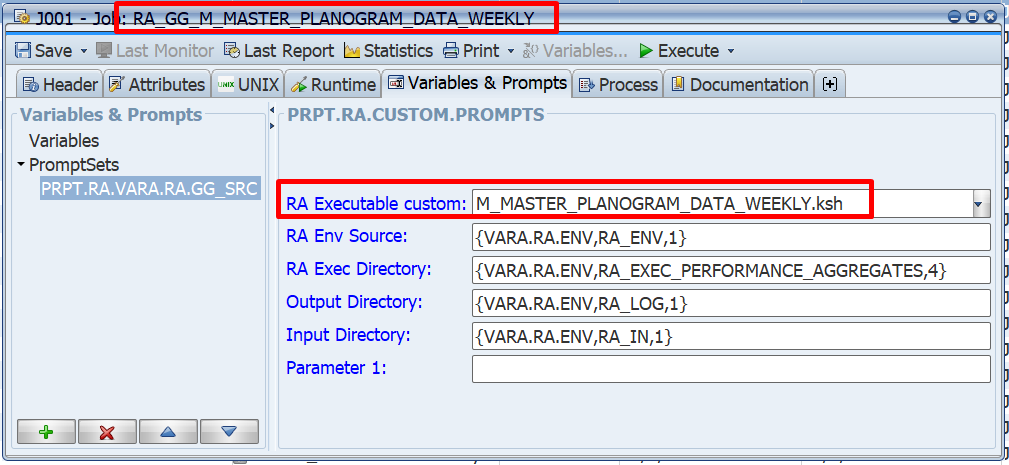 J001 - Job: RA_GG_M_MASTER_PLANOGRAM_DATA_WEEKLY
Save Last Monitor Last Report Statistics Print Variables... Execute
Header Attributes UNIX UNIX Runtime Variables & Prompts Process Documentation [+]
Variables & Prompts
Variables
PromptSets
PRPT.RA.VARA.RA.GG_SRC
PRPT.RA.CUSTOM.PROMPTS
RA Executable custom: M_MASTER_PLANOGRAM_DATA_WEEKLY.ksh
RA Env Source: {VARA.RA.ENV,RA_ENV,1}
RA Exec Directory: {VARA.RA.ENV,RA_EXEC_PERFORMANCE_AGGREGATES,4}
Output Directory: {VARA.RA.ENV,RA_LOG,1}
Input Directory: {VARA.RA.ENV,RA_IN,1}
Parameter 1: